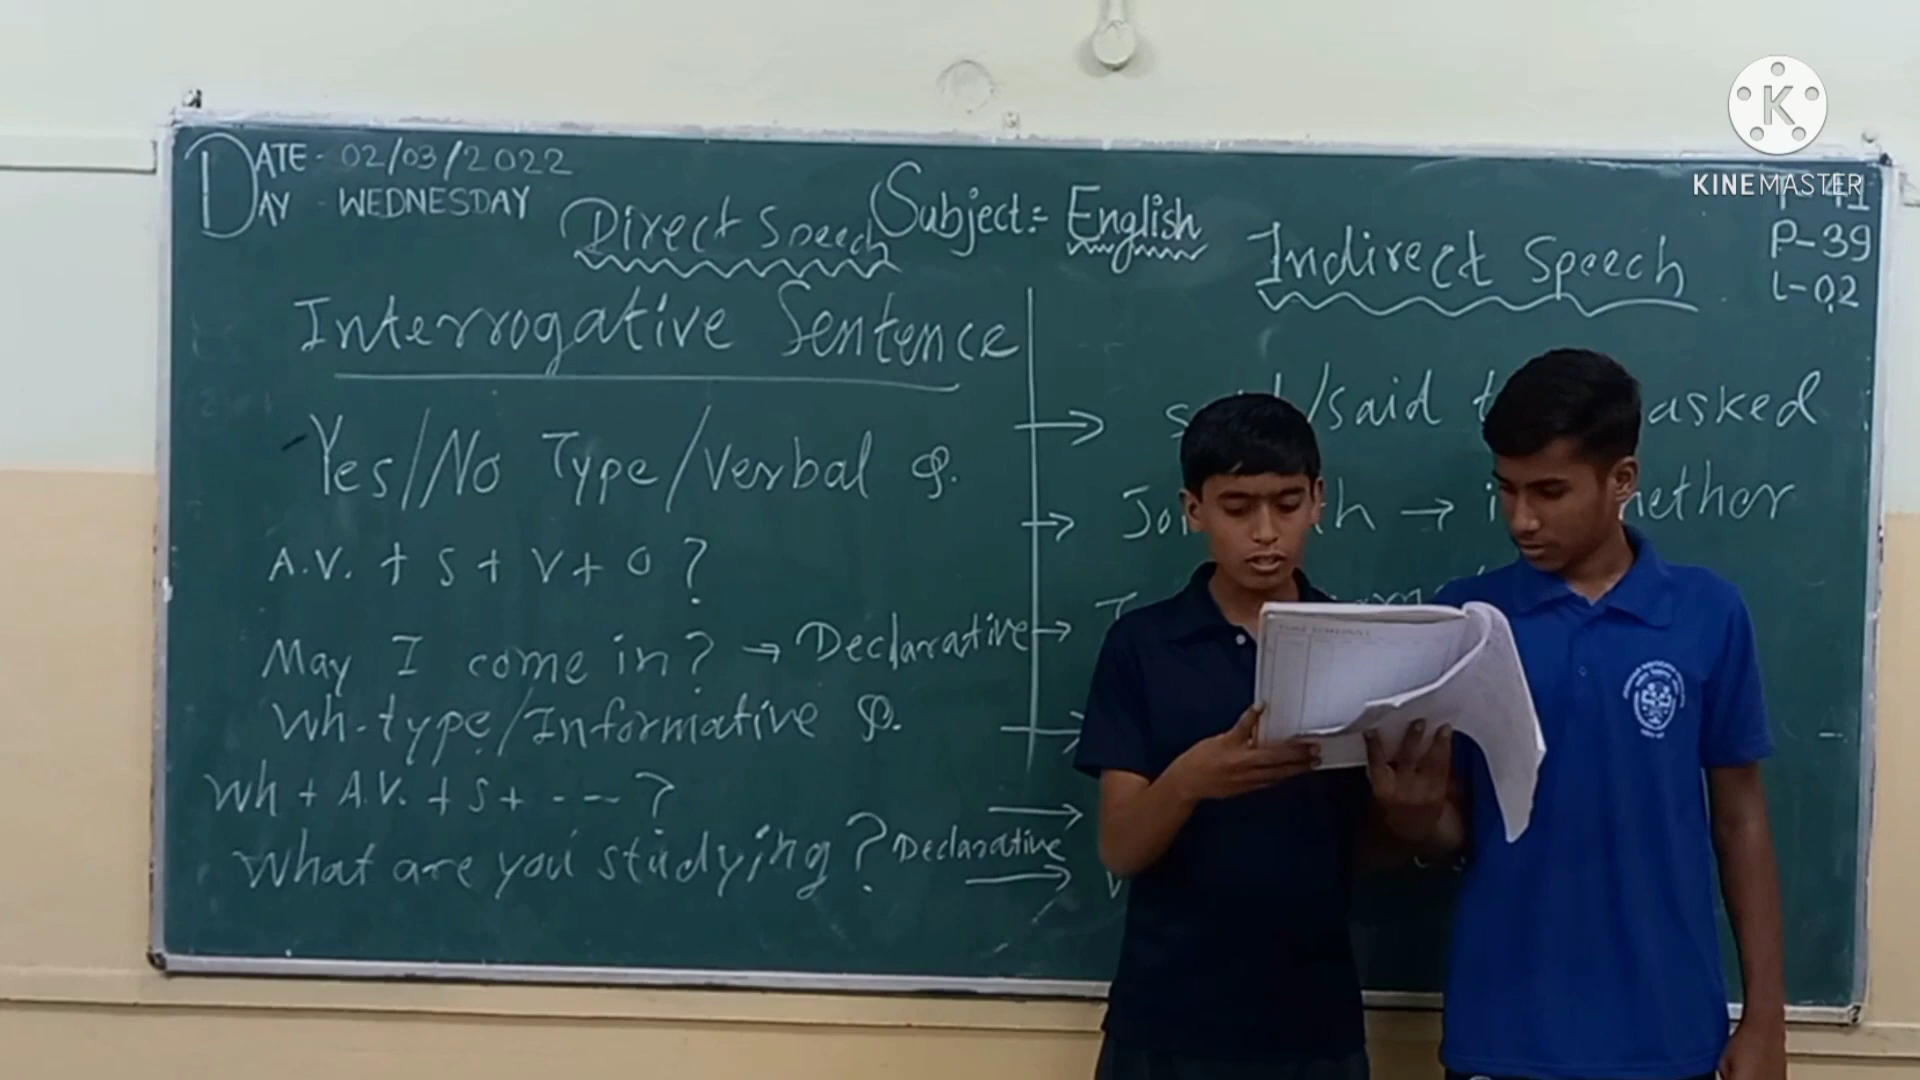 DATE - 02/03/2022
DAY - WEDNESDAY
Subject:- English
KINEMASTER
P-39
L-02
Direct Speech
Interrogative Sentence
Yes/No Type/Verbal Q.
A.V. + S + V + O ?
May I come in? → Declarative
Wh-type/Informative Q.
Wh + A.V. + S + --- ?
What are you studying? Declarative
Indirect Speech
→ /said asked
→ →